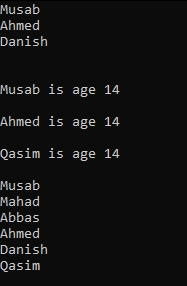 Musab
Ahmed
Danish
Musab is age 14
Ahmed is age 14
Qasim is age 14
Musab
Mahad
Abbas
Ahmed
Danish
Qasim